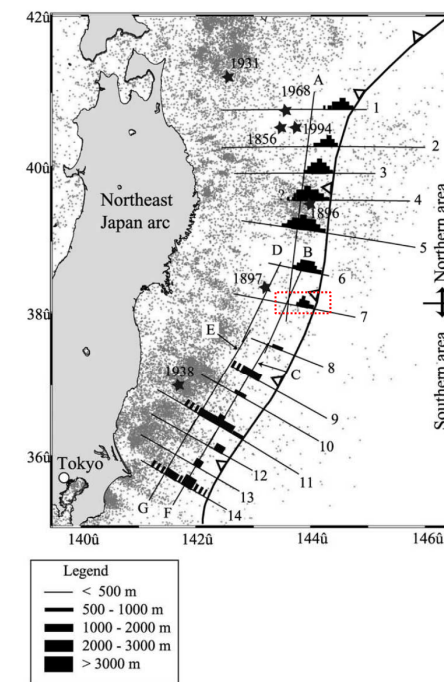 42û
1931
A
1968
1
1856
1994
2
40û
3
Northeast
Japan arc
?
4
1896
5
D
B
6
1897
38û
7
E
8
C
9
1938
10
11
36û
Tokyo
12
13
G
F
14
140û
142û
144û
146û
Northern area
Southern area
Legend
< 500 m
500 - 1000 m
1000 - 2000 m
2000 - 3000 m
> 3000 m